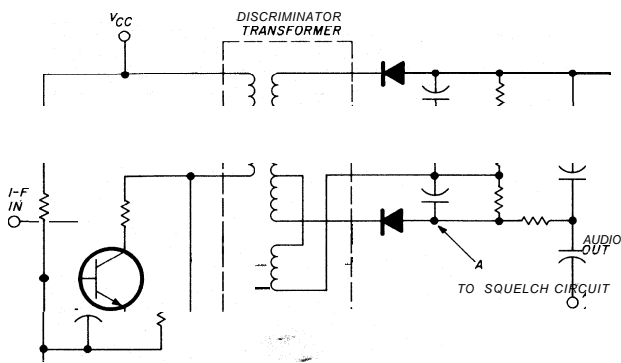 VCC
DISCRIMINATOR
TRANSFORMER
I-F
IN
A
AUDIO
OUT
TO SQUELCH CIRCUIT